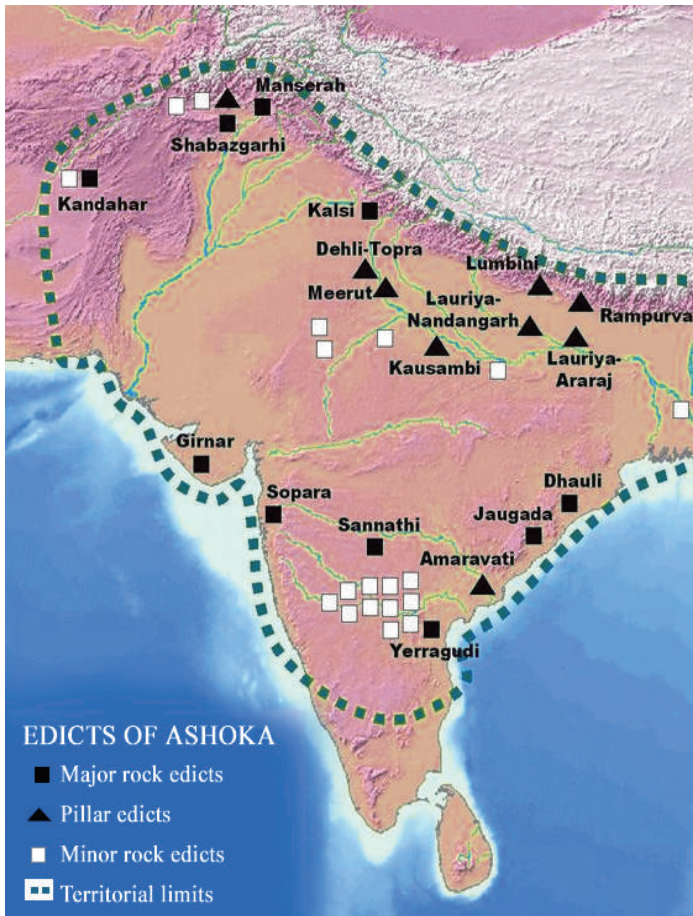 Manserah
Shabazgarhi
Kandahar
Kalsi
Dehli-Topra
Lumbini
Meerut
Lauriya-
Nandangarh
Rampurva
Kausambi
Lauriya-
Araraj
Girnar
Dhauli
Sopara
Jaugada
Sannathi
Amaravati
Yerragudi
EDICTS OF ASHOKA
Major rock edicts
Pillar edicts
Minor rock edicts
Territorial limits